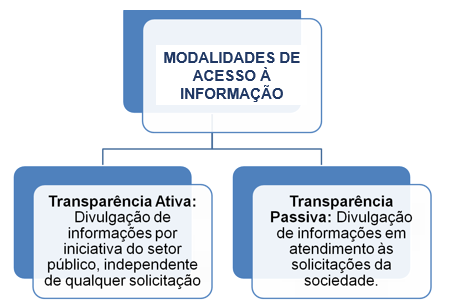 MODALIDADES DE
ACESSO À
INFORMAÇÃO
Transparência Ativa:
Divulgação de
informações por
iniciativa do setor
público, independente
de qualquer solicitação
Transparência
Passiva: Divulgação
de informações em
atendimento às
solicitações da
sociedade.